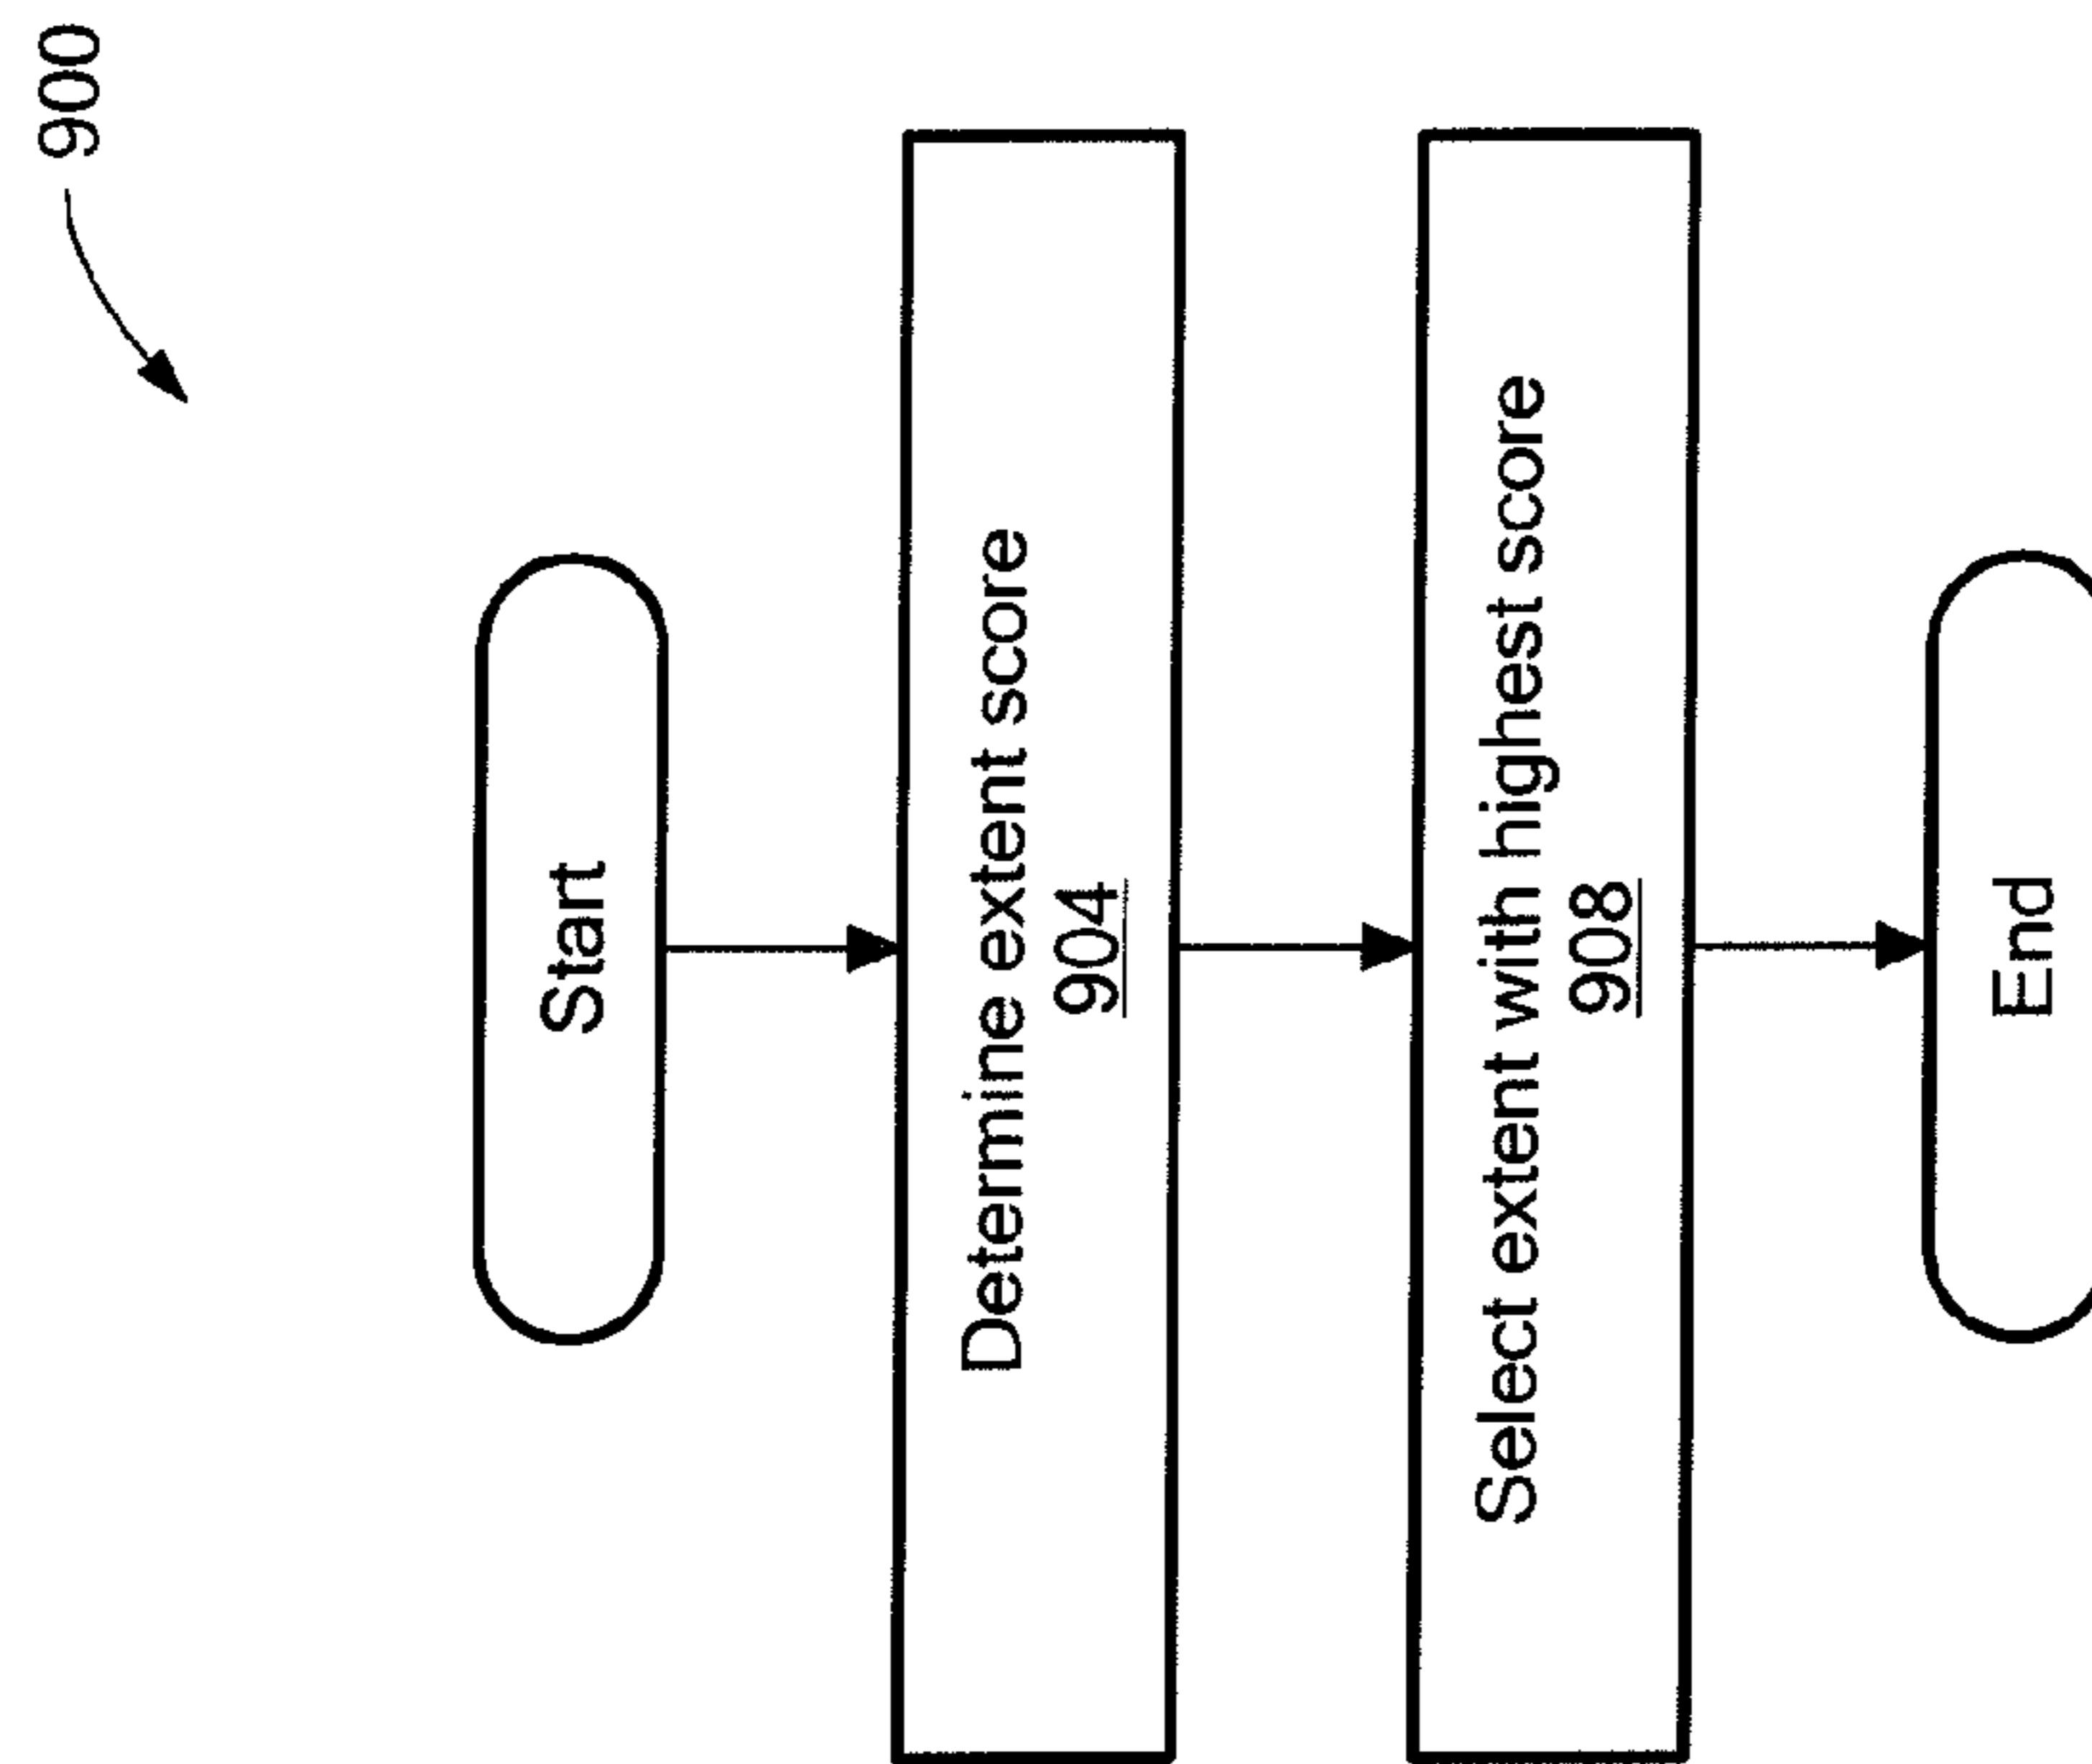 900
Start
Determine extent score
904
Select extent with highest score
908
End